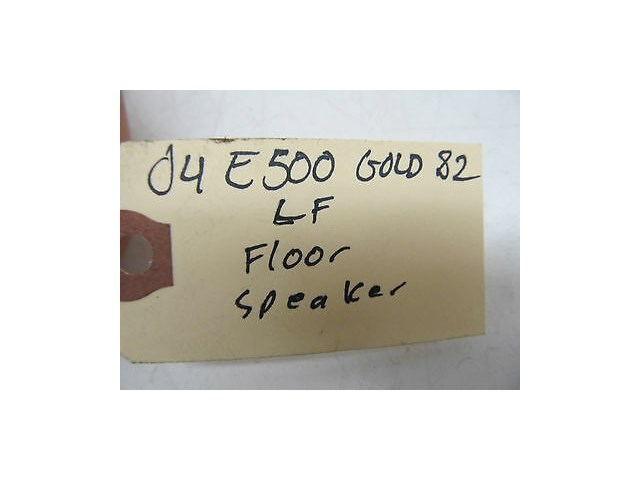 04 E500 GOLD 82
LF
Floor
speaker